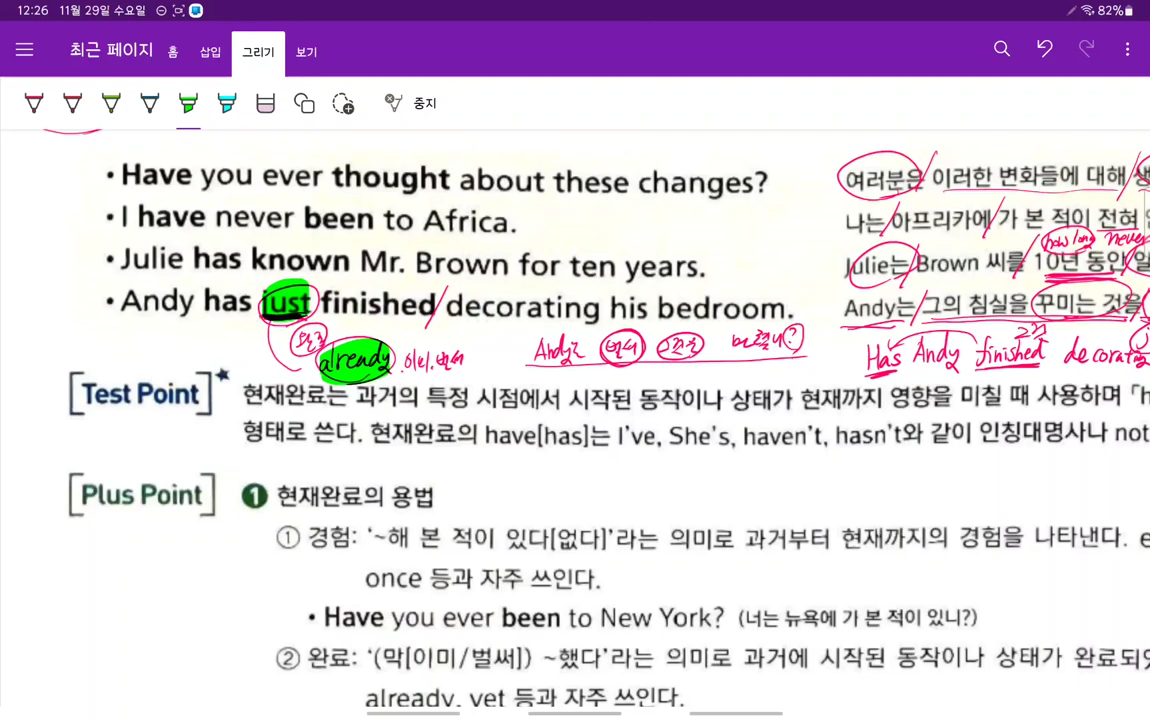 12:26 11월 29일 수요일 82%
최근 페이지 홈 삽입 그리기 보기
중지
• Have you ever thought about these changes? 여러분은 이러한 변화들에 대해
• I have never been to Africa. 나는 아프리카에 가 본 적이 전혀
how long never
• Julie has known Mr. Brown for ten years. Julie는 Brown 씨를 10년 동안
• Andy has just finished decorating his bedroom. Andy는 그의 침실을 꾸미는 것을
완료 already 이미, 벌써 Andy는 벌써 Has Andy finished
[Test Point] 현재완료는 과거의 특정 시점에서 시작된 동작이나 상태가 현재까지 영향을 미칠 때 사용하며
형태로 쓴다. 현재완료의 have[has]는 I've, She's, haven't, hasn't와 같이 인칭대명사나 not
[Plus Point] 1 현재완료의 용법
① 경험: '~해 본 적이 있다[없다]'라는 의미로 과거부터 현재까지의 경험을 나타낸다.
once 등과 자주 쓰인다.
• Have you ever been to New York? (너는 뉴욕에 가 본 적이 있니?)
② 완료: '(막[이미/벌써]) ~했다'라는 의미로 과거에 시작된 동작이나 상태가
already, yet 등과 자주 쓰인다.